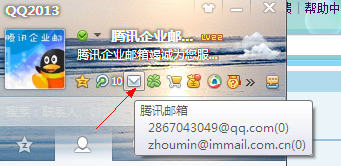 QQ2013
馈 | 帮助中
腾讯企业邮
腾讯企业邮... LV22
腾讯企业邮竭诚为您服...
10
腾讯邮箱
2867043049@qq.com(0)
zhoumin@immail.com.cn(0)